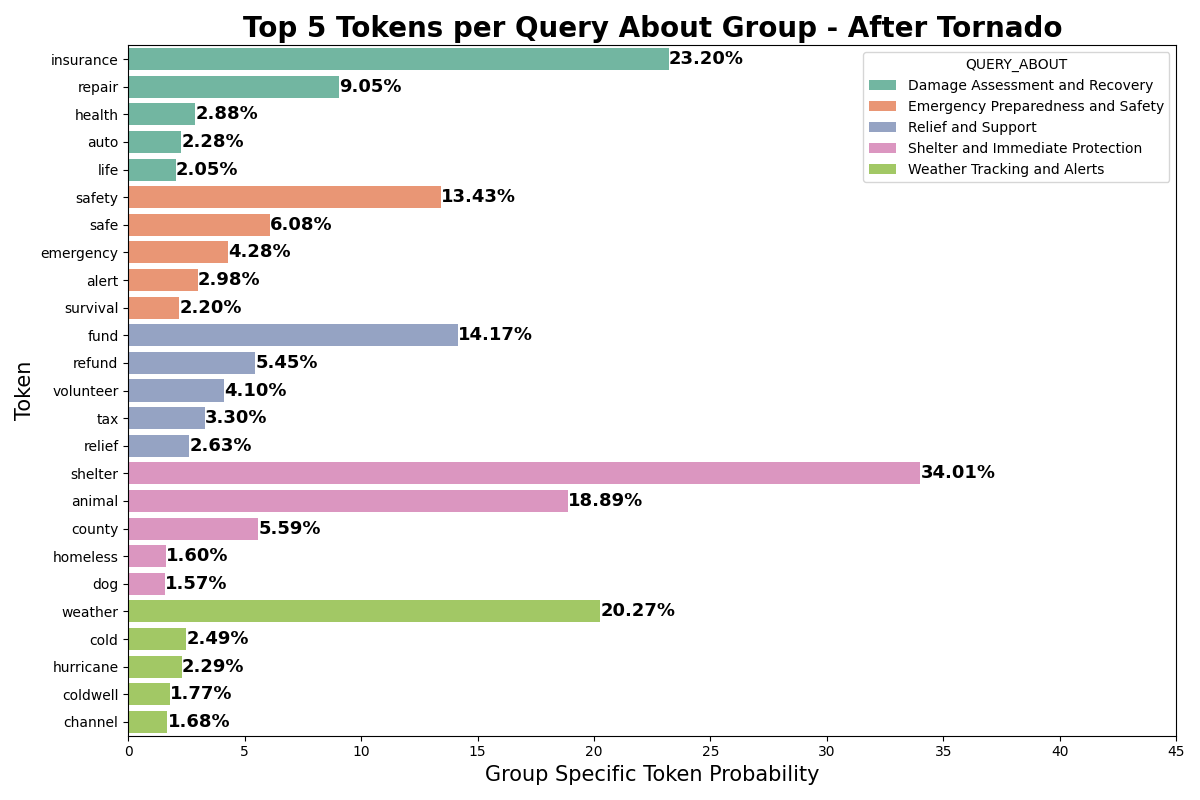 Top 5 Tokens per Query About Group - After Tornado
insurance 23.20%
repair 9.05%
health 2.88%
auto 2.28%
life 2.05%
safety 13.43%
safe 6.08%
emergency 4.28%
alert 2.98%
survival 2.20%
fund 14.17%
refund 5.45%
volunteer 4.10%
tax 3.30%
relief 2.63%
shelter 34.01%
animal 18.89%
county 5.59%
homeless 1.60%
dog 1.57%
weather 20.27%
cold 2.49%
hurricane 2.29%
coldwell 1.77%
channel 1.68%
QUERY_ABOUT
Damage Assessment and Recovery
Emergency Preparedness and Safety
Relief and Support
Shelter and Immediate Protection
Weather Tracking and Alerts
Token
0 5 10 15 20 25 30 35 40 45
Group Specific Token Probability